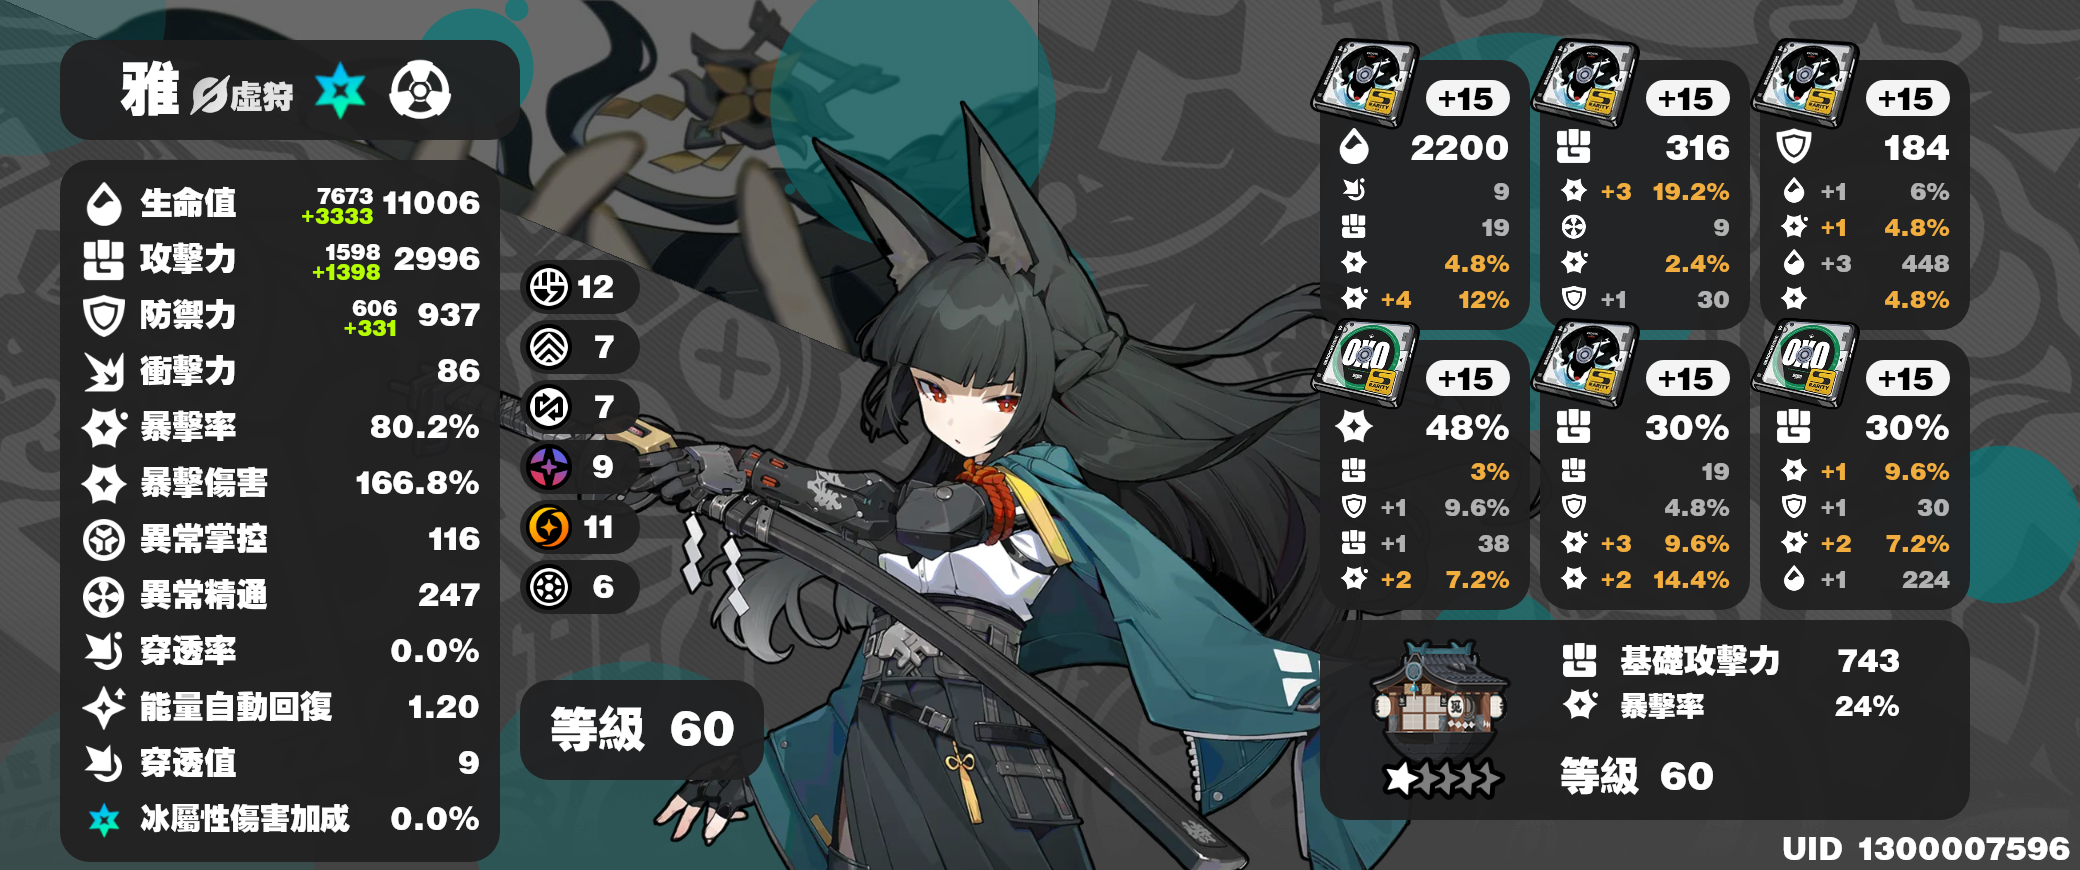 雅 虛狩
生命值 7673 +3333 11006
攻擊力 1598 +1398 2996
防禦力 606 +331 937
衝擊力 86
暴擊率 80.2%
暴擊傷害 166.8%
異常掌控 116
異常精通 247
穿透率 0.0%
能量自動回復 1.20
穿透值 9
冰屬性傷害加成 0.0%
12
7
7
9
11
6
等級 60
+15
2200
9
19
4.8%
+4 12%
+15
316
+3 19.2%
9
2.4%
+1 30
+15
184
+1 6%
+1 4.8%
+3 448
4.8%
+15
48%
3%
+1 9.6%
+1 38
+2 7.2%
+15
30%
19
4.8%
+3 9.6%
+2 14.4%
+15
30%
+1 9.6%
+1 30
+2 7.2%
+1 224
基礎攻擊力 743
暴擊率 24%
等級 60
UID 1300007596